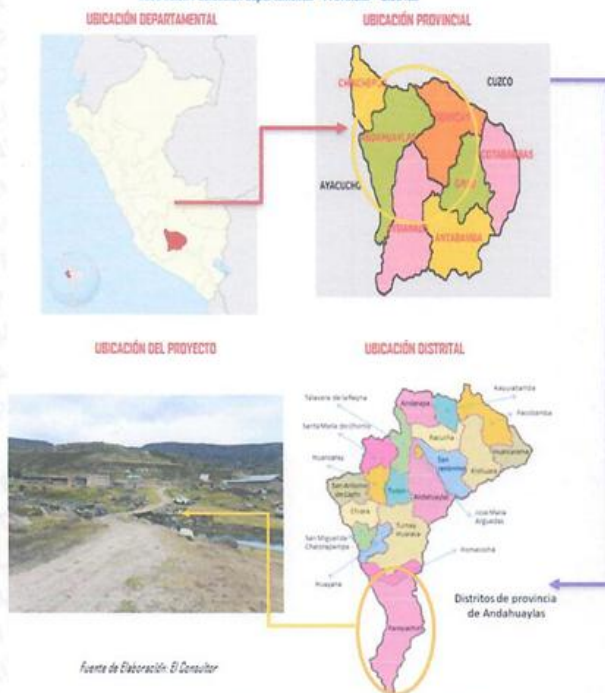 UBICACIÓN DEPARTAMENTAL
UBICACIÓN PROVINCIAL
CUZCO
COTABAMBAS
AYACUCHO
GRAU
ANTABAMBA
UBICACIÓN DEL PROYECTO
UBICACIÓN DISTRITAL
Talavera de la Reyna
Andarapa
Kaquiabamba
Pacobamba
Santa María de chicmo
Pacucha
Huancaray
San Jerónimo
Kishuara
Huancarama
San Antonio de Cachi
Turpo
Andahuaylas
José María Arguedas
Chiara
Tumay Huaraca
San Miguel de Chaccrapampa
Pomacocha
Huayana
Pampachiri
Distritos de provincia
de Andahuaylas
Fuente de Elaboración: El Consultor